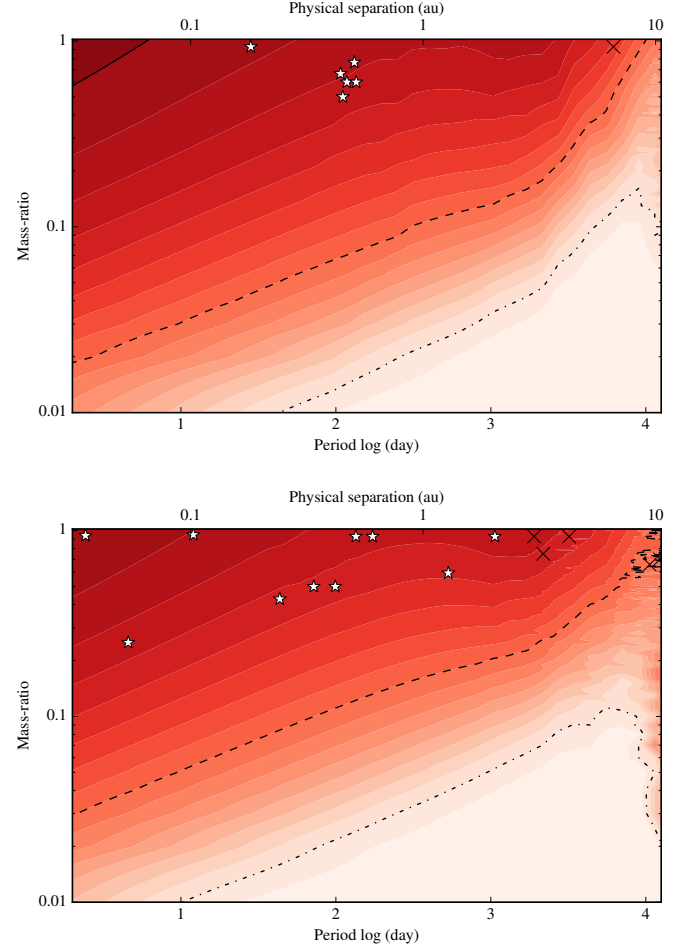 Physical separation (au)
0.1 1 10
1
0.1
0.01
Mass-ratio
1 2 3 4
Period log (day)
Physical separation (au)
0.1 1 10
1
0.1
0.01
Mass-ratio
1 2 3 4
Period log (day)